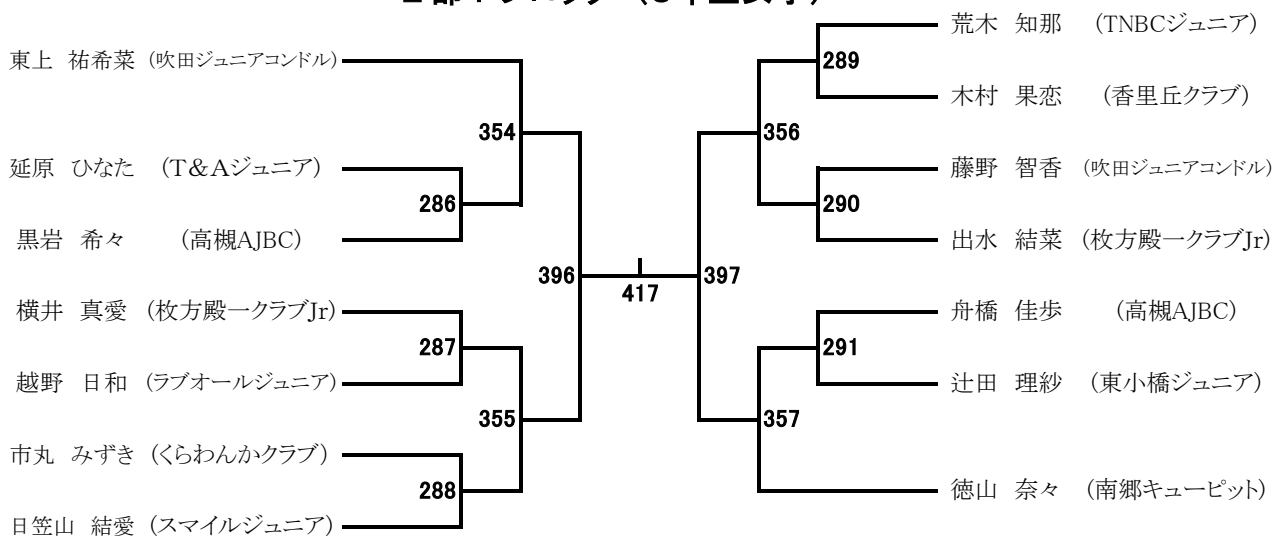 東上 祐希菜 (吹田ジュニアコンドル)
354
延原 ひなた (T&Aジュニア)
286
黒岩 希々 (高槻AJBC)
396
横井 真愛 (枚方殿一クラブJr)
287
越野 日和 (ラブオールジュニア)
355
市丸 みずき (くらわんかクラブ)
288
日笠山 結愛 (スマイルジュニア)
417
荒木 知那 (TNBCジュニア)
289
木村 果恋 (香里丘クラブ)
356
藤野 智香 (吹田ジュニアコンドル)
290
出水 結菜 (枚方殿一クラブJr)
397
舟橋 佳歩 (高槻AJBC)
291
辻田 理紗 (東小橋ジュニア)
357
徳山 奈々 (南郷キューピット)